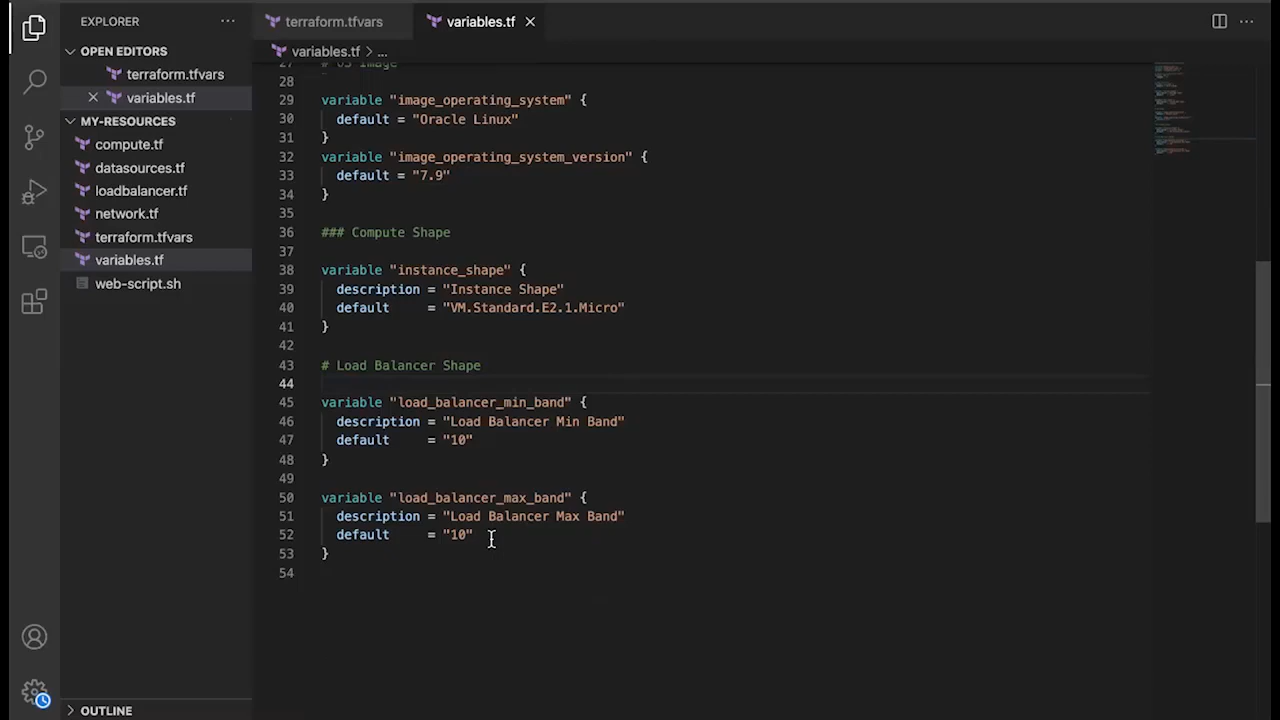 EXPLORER
OPEN EDITORS
terraform.tfvars
variables.tf
MY-RESOURCES
compute.tf
datasources.tf
loadbalancer.tf
network.tf
terraform.tfvars
variables.tf
web-script.sh
OUTLINE
terraform.tfvars
variables.tf
variables.tf > ...
27 # OS Image
28
29 variable "image_operating_system" {
30 default = "Oracle Linux"
31 }
32 variable "image_operating_system_version" {
33 default = "7.9"
34 }
35
36 ### Compute Shape
37
38 variable "instance_shape" {
39 description = "Instance Shape"
40 default = "VM.Standard.E2.1.Micro"
41 }
42
43 # Load Balancer Shape
44
45 variable "load_balancer_min_band" {
46 description = "Load Balancer Min Band"
47 default = "10"
48 }
49
50 variable "load_balancer_max_band" {
51 description = "Load Balancer Max Band"
52 default = "10"
53 }
54